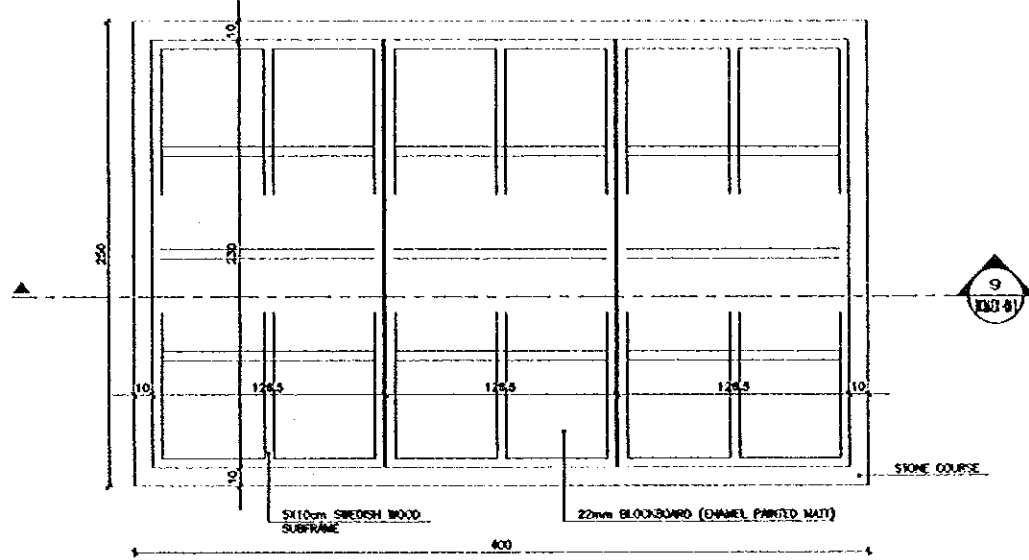 10
250
230
9
10
126.5
126.5
126.5
10
10
STONE COURSE
5X10cm SWEDISH WOOD
SUBFRAME
22mm BLOCKBOARD (ENAMEL PAINTED MATT)
400